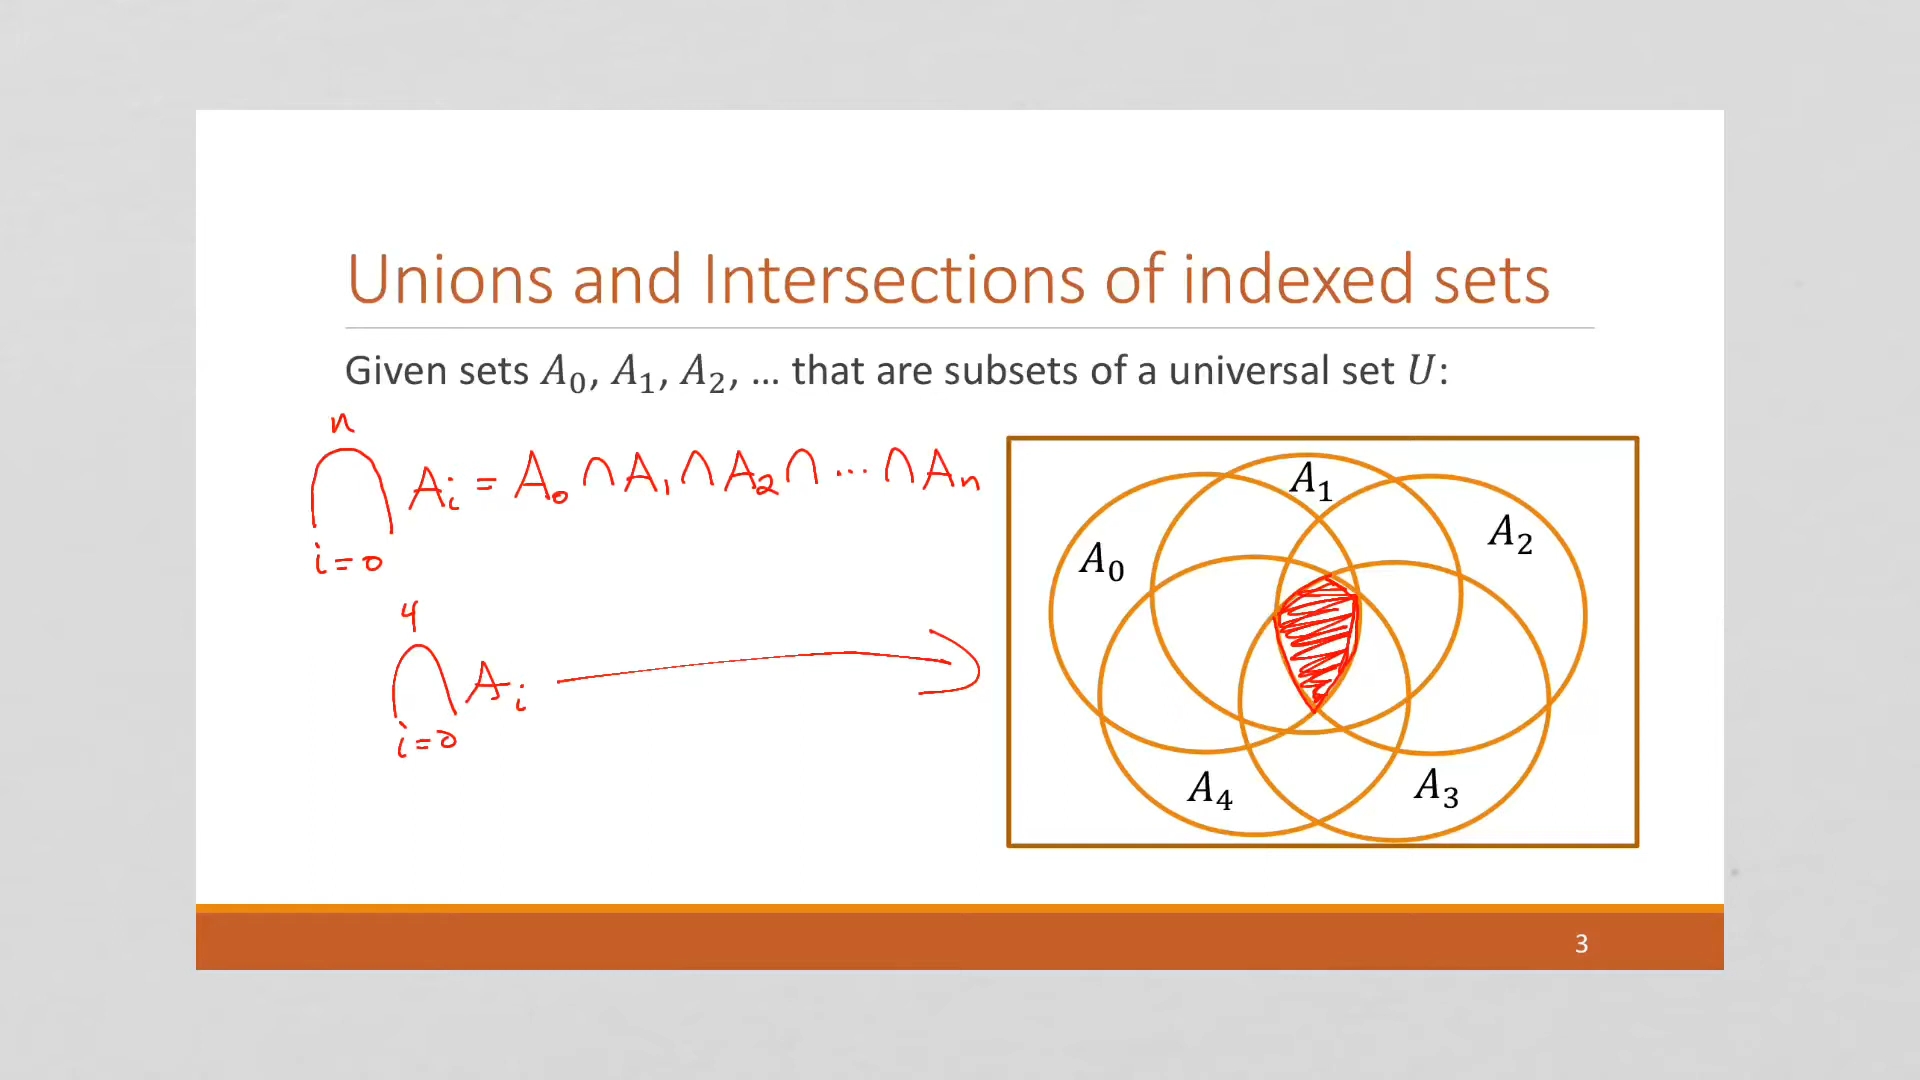 Unions and Intersections of indexed sets
Given sets A₀, A₁, A₂, … that are subsets of a universal set U:
n
⋂ Aᵢ = A₀ ∩ A₁ ∩ A₂ ∩ ... ∩ Aₙ
i=0
4
⋂ Aᵢ
i=0
A₁
A₂
A₀
A₄
A₃
3